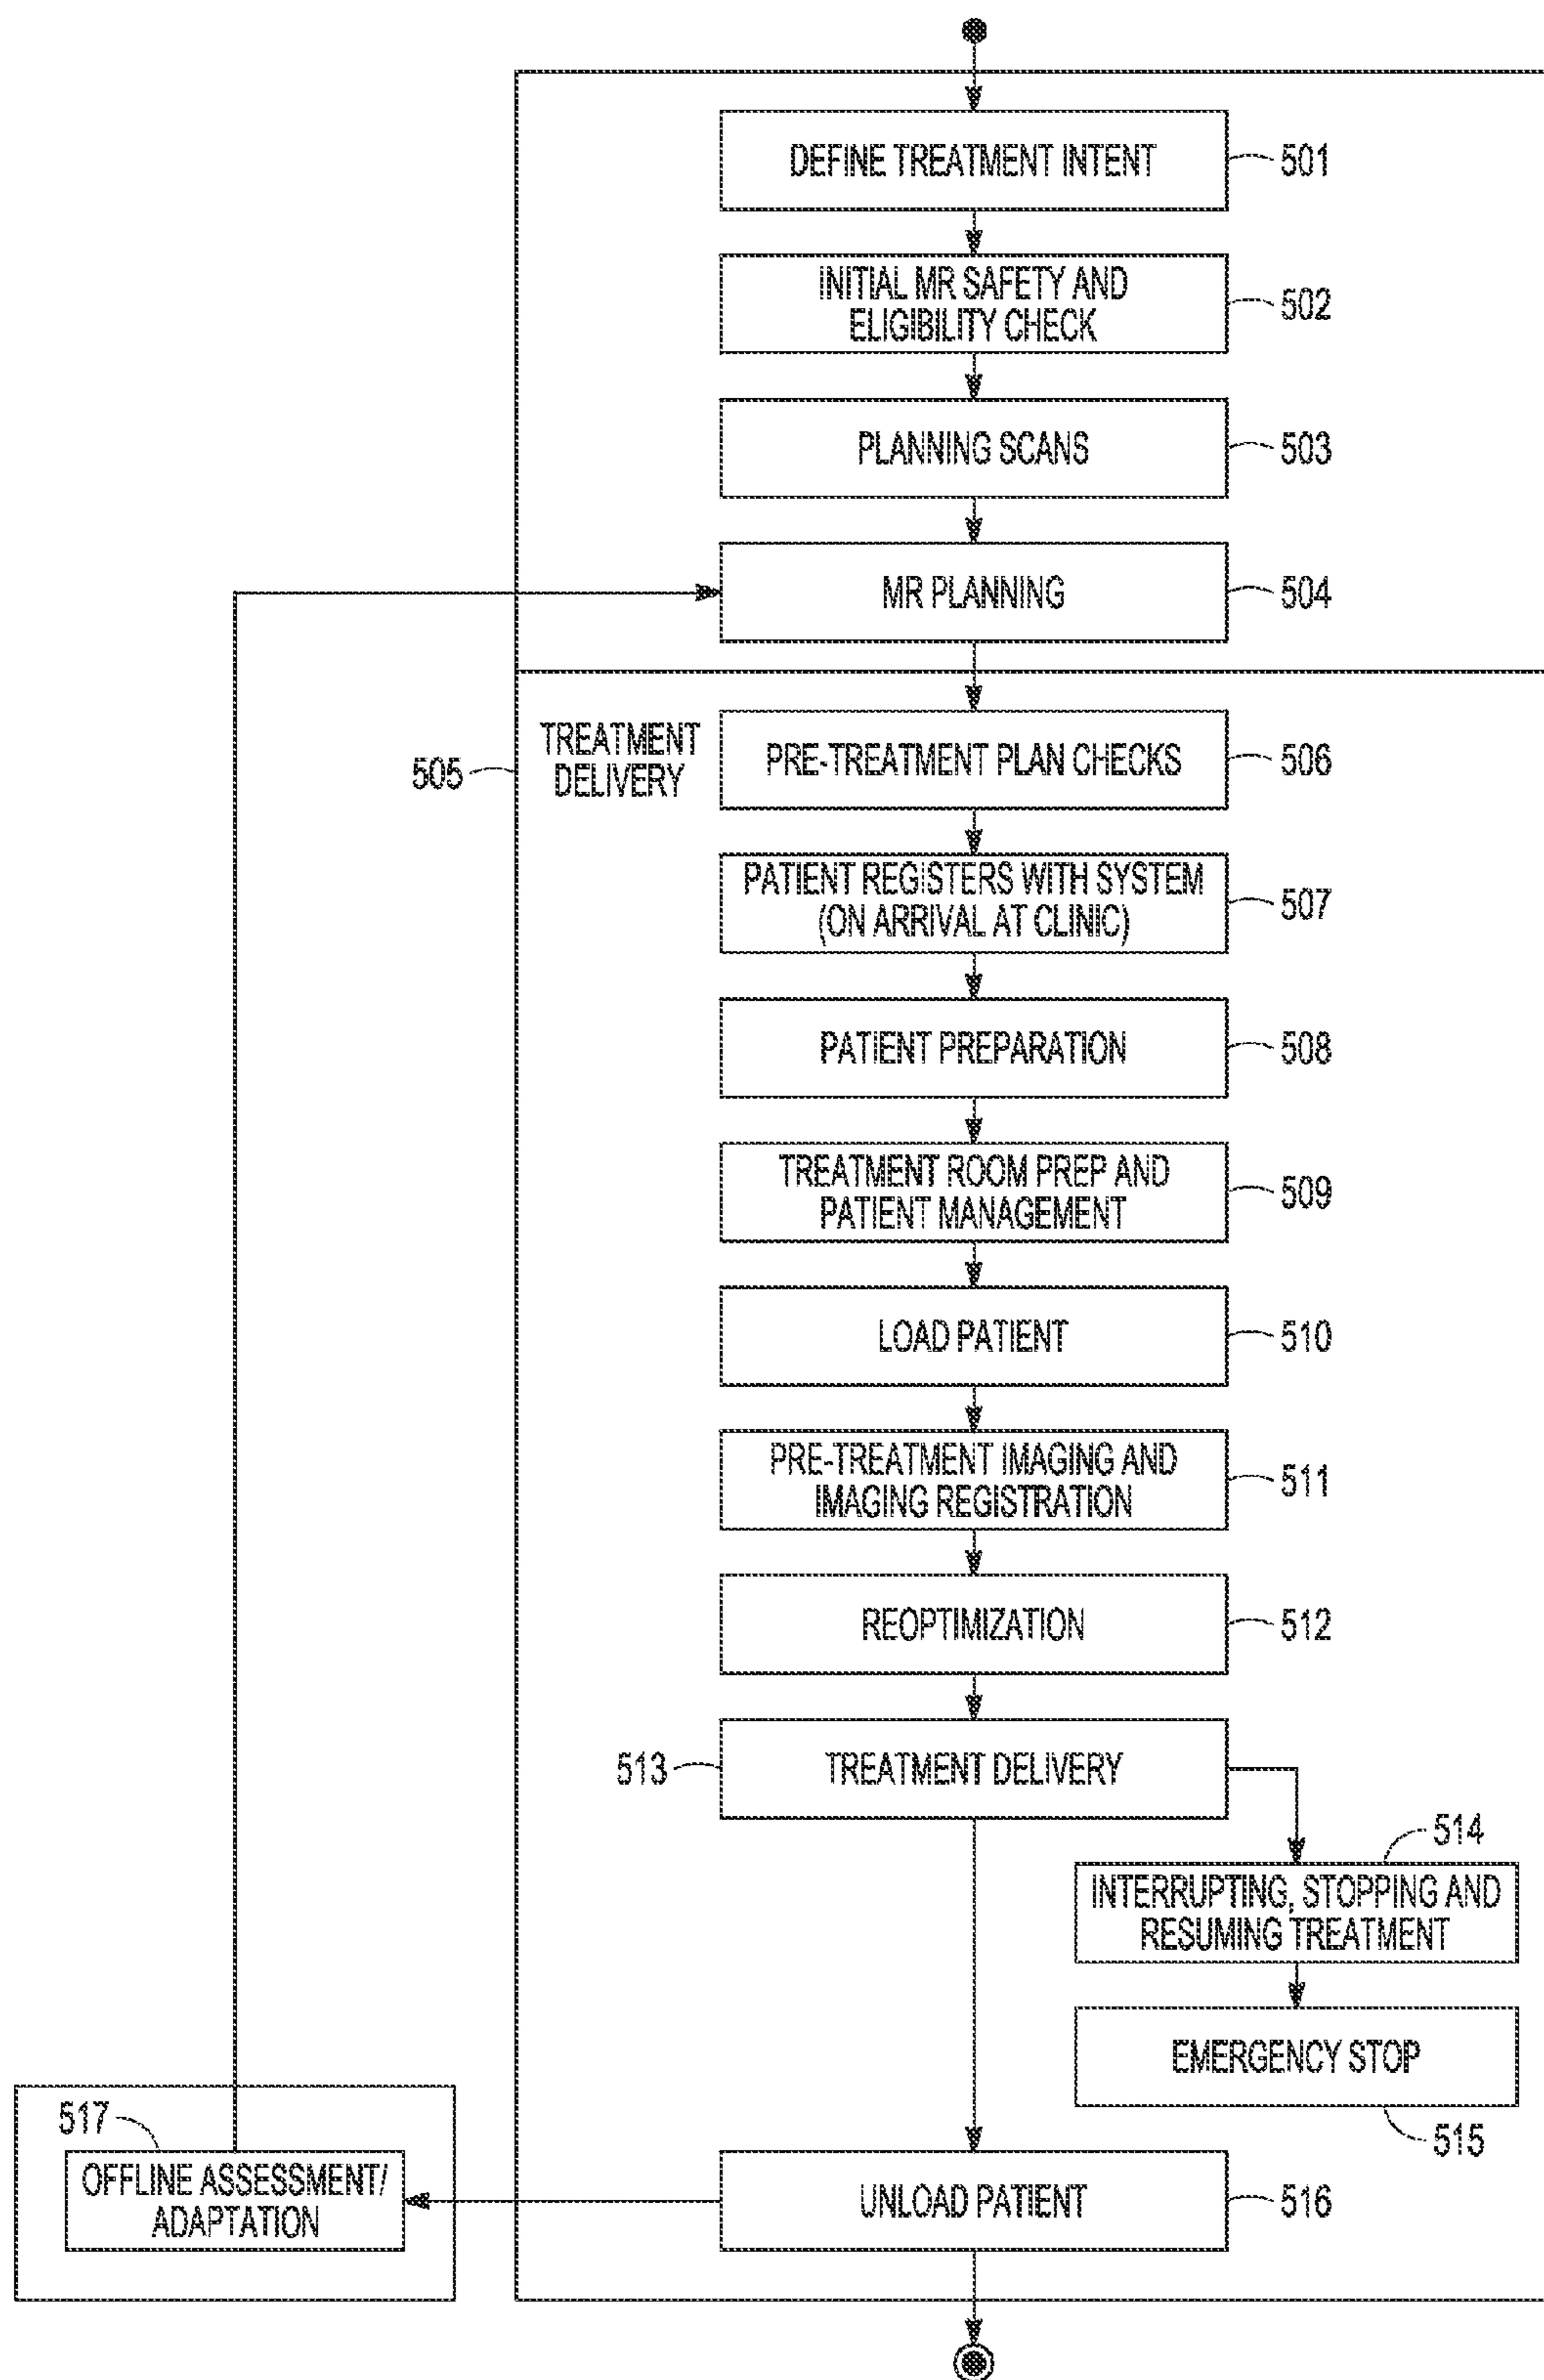 DEFINE TREATMENT INTENT
501
INITIAL MR SAFETY AND
ELIGIBILITY CHECK
502
PLANNING SCANS
503
MR PLANNING
504
505
TREATMENT
DELIVERY
PRE-TREATMENT PLAN CHECKS
506
PATIENT REGISTERS WITH SYSTEM
(ON ARRIVAL AT CLINIC)
507
PATIENT PREPARATION
508
TREATMENT ROOM PREP AND
PATIENT MANAGEMENT
509
LOAD PATIENT
510
PRE-TREATMENT IMAGING AND
IMAGING REGISTRATION
511
REOPTIMIZATION
512
513
TREATMENT DELIVERY
514
INTERRUPTING, STOPPING AND
RESUMING TREATMENT
EMERGENCY STOP
515
517
OFFLINE ASSESSMENT/
ADAPTATION
UNLOAD PATIENT
516